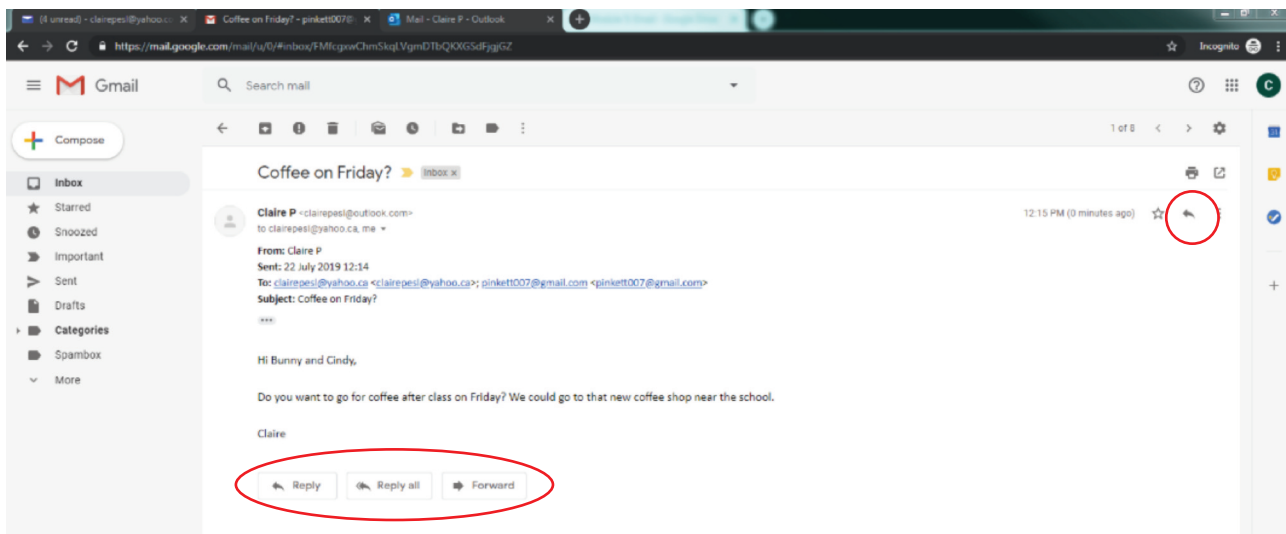 (4 unread) - clairepesl@yahoo.c
Coffee on Friday? - pinkett007@
Mail - Claire P - Outlook
https://mail.google.com/mail/u/0/#inbox/
Incognito
Gmail
Search mail
C
Compose
1 of 8
Coffee on Friday?
Inbox x
Inbox
Starred
Snoozed
Important
Sent
Drafts
Categories
Spambox
More
Claire P <clairepesl@outlook.com>
12:15 PM (0 minutes ago)
to clairepesl@yahoo.ca, me
From: Claire P
Sent: 22 July 2019 12:14
To: clairepesl@yahoo.ca <clairepesl@yahoo.ca>; pinkett007@gmail.com <pinkett007@gmail.com>
Subject: Coffee on Friday?
Hi Bunny and Cindy,
Do you want to go for coffee after class on Friday? We could go to that new coffee shop near the school.
Claire
Reply
Reply all
Forward